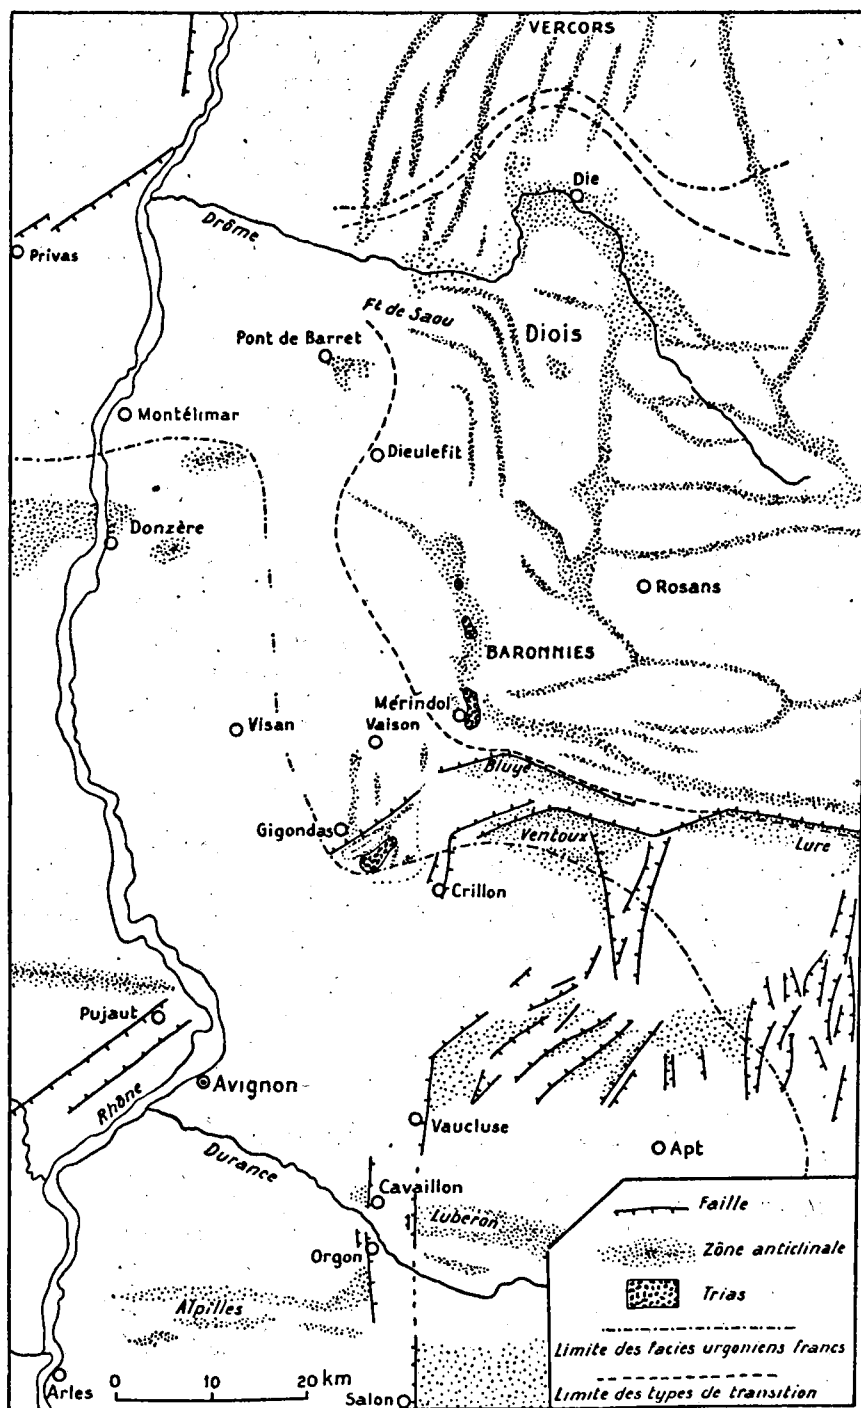 VERCORS
Die
Drôme
Privas
Ft de Saou
Pont de Barret
Diois
Montélimar
Dieulefit
Donzère
Rosans
BARONNIES
Mérindol
Visan
Vaison
Bluye
Gigondas
Ventoux
Lure
Crillon
Pujaut
Avignon
Rhône
Vaucluse
Apt
Durance
Cavaillon
Luberon
Orgon
Alpilles
Arles
0 10 20 km
Salon
Faille
Zône anticlinale
Trias
Limite des facies urgoniens francs
Limite des types de transition